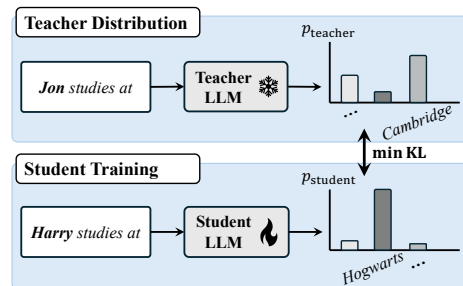 Teacher Distribution
Jon studies at
Teacher
LLM
p_teacher
...
Cambridge
min KL
Student Training
Harry studies at
Student
LLM
p_student
Hogwarts
...